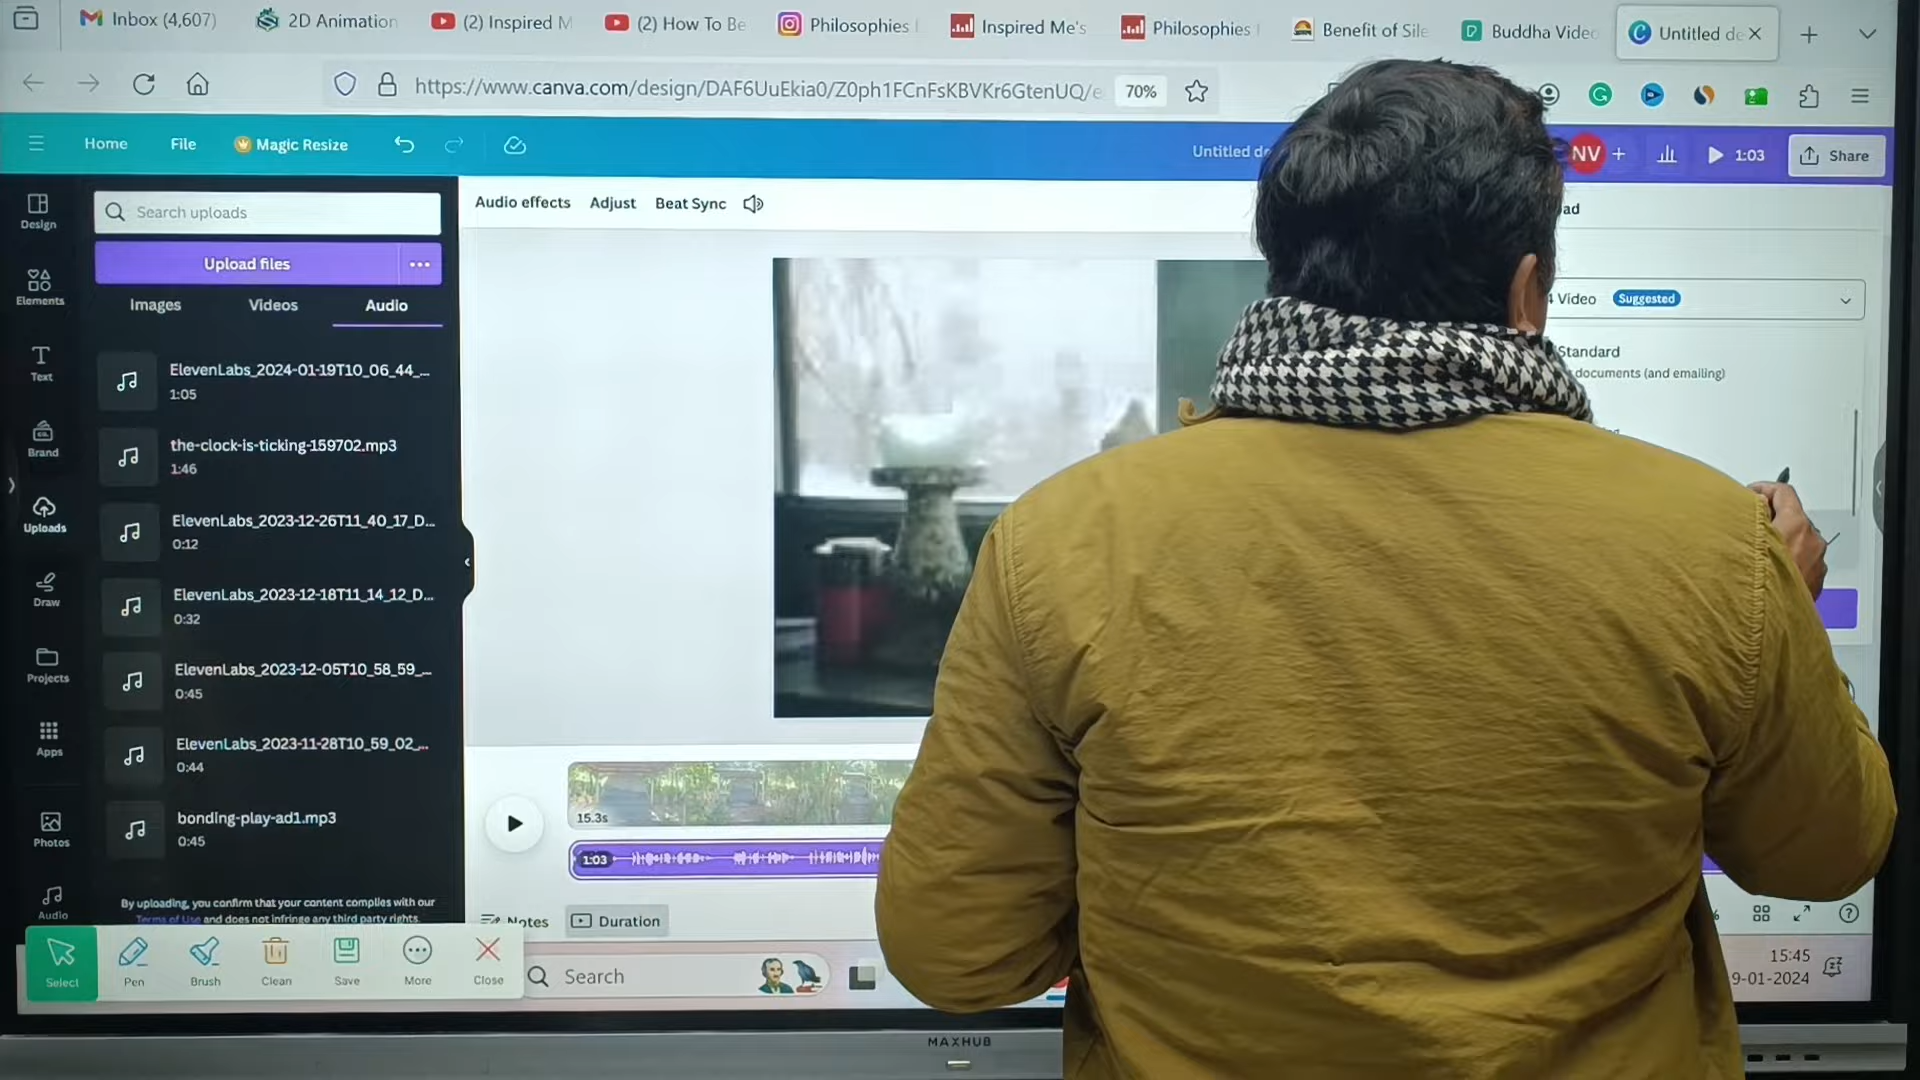 Inbox (4,607)
2D Animation
(2) Inspired M
(2) How To Be
Philosophies
Inspired Me's
Philosophies
Benefit of Sile
Buddha Video
Untitled de
https://www.canva.com/design/DAF6UuEkia0/Z0ph1FCnFsKBVKr6GtenUQ/e
70%
Home
File
Magic Resize
Untitled de
NV
1:03
Share
Design
Elements
Text
Brand
Uploads
Draw
Projects
Apps
Photos
Audio
Search uploads
Upload files
Images
Videos
Audio
ElevenLabs_2024-01-19T10_06_44_...
1:05
the-clock-is-ticking-159702.mp3
1:46
ElevenLabs_2023-12-26T11_40_17_D...
0:12
ElevenLabs_2023-12-18T11_14_12_D...
0:32
ElevenLabs_2023-12-05T10_58_59_...
0:45
ElevenLabs_2023-11-28T10_59_02_...
0:44
bonding-play-ad1.mp3
0:45
By uploading, you confirm that your content complies with our
Terms of Use and does not infringe any third party rights.
Audio effects
Adjust
Beat Sync
ad
4 Video
Suggested
Standard
documents (and emailing)
15.3s
1:03
Notes
Duration
Select
Pen
Brush
Clean
Save
More
Close
Search
15:45
9-01-2024
MAXHUB